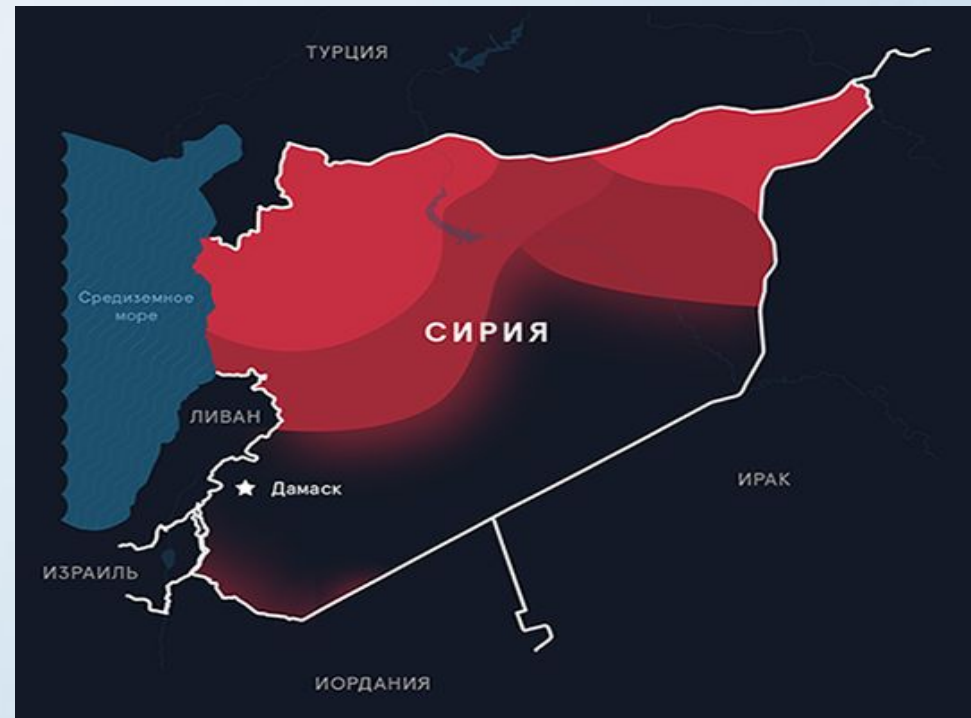 ТУРЦИЯ
Средиземное
море
СИРИЯ
ЛИВАН
Дамаск
ИРАК
ИЗРАИЛЬ
ИОРДАНИЯ